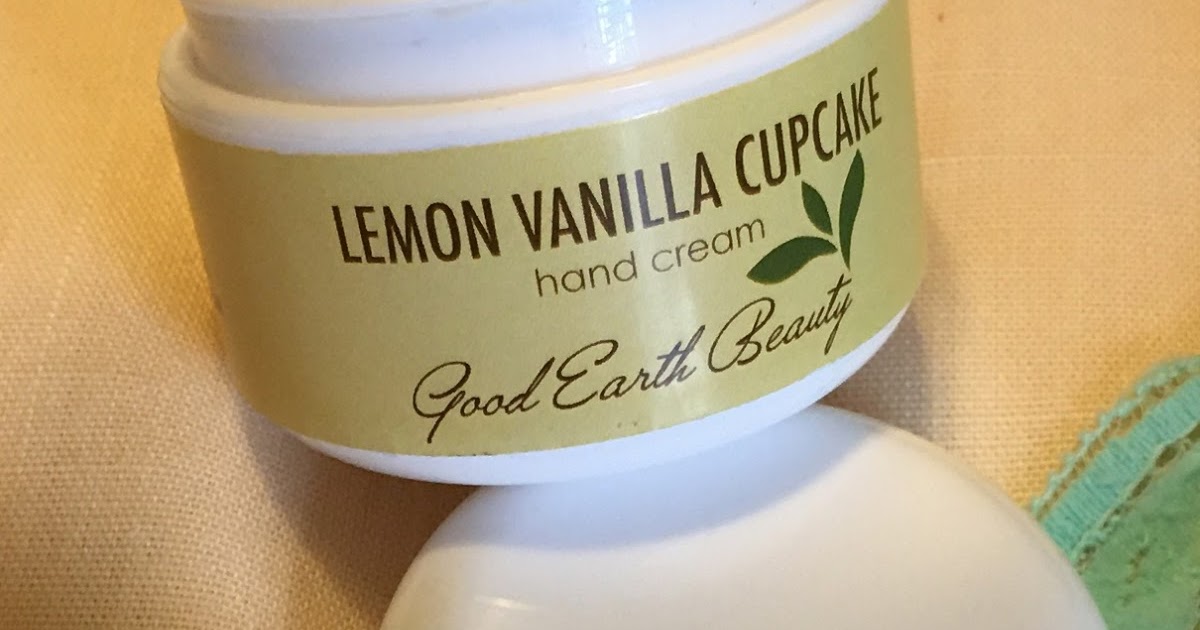 LEMON VANILLA CUPCAKE
hand cream
Good Earth Beauty